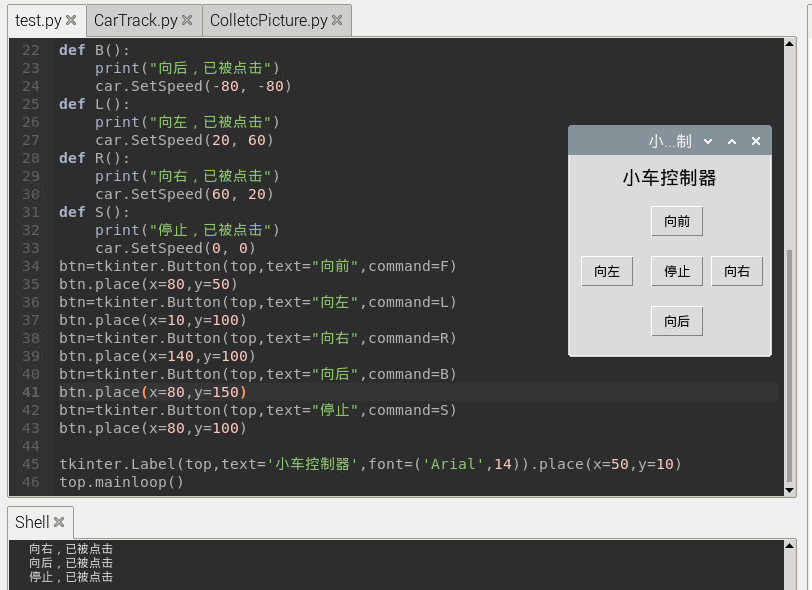 test.py CarTrack.py ColletcPicture.py
22 def B():
23     print("向后，已被点击")
24     car.SetSpeed(-80, -80)
25 def L():
26     print("向左，已被点击")
27     car.SetSpeed(20, 60)
28 def R():
29     print("向右，已被点击")
30     car.SetSpeed(60, 20)
31 def S():
32     print("停止，已被点击")
33     car.SetSpeed(0, 0)
34 btn=tkinter.Button(top,text="向前",command=F)
35 btn.place(x=80,y=50)
36 btn=tkinter.Button(top,text="向左",command=L)
37 btn.place(x=10,y=100)
38 btn=tkinter.Button(top,text="向右",command=R)
39 btn.place(x=140,y=100)
40 btn=tkinter.Button(top,text="向后",command=B)
41 btn.place(x=80,y=150)
42 btn=tkinter.Button(top,text="停止",command=S)
43 btn.place(x=80,y=100)
44
45 tkinter.Label(top,text='小车控制器',font=('Arial',14)).place(x=50,y=10)
46 top.mainloop()
小...制
小车控制器
向前
向左 停止 向右
向后
Shell
向右，已被点击
向后，已被点击
停止，已被点击